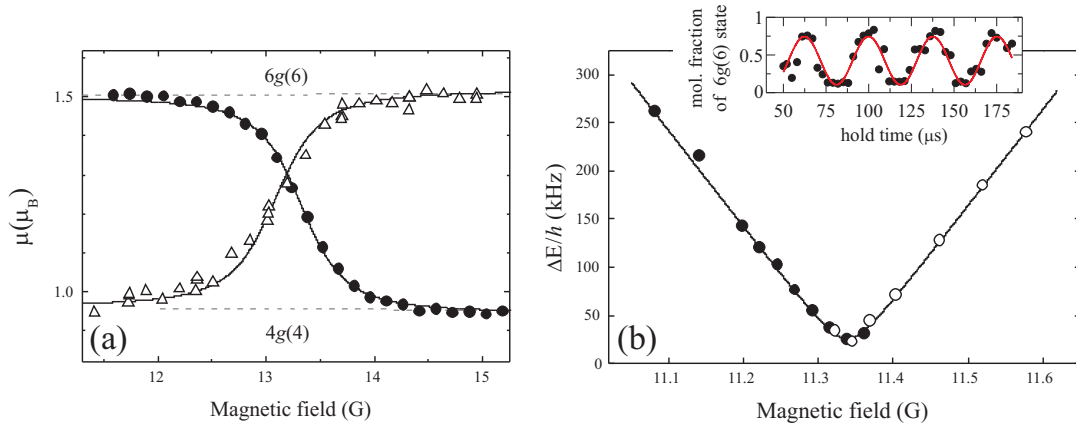 1.5
1.0
μ(μB)
6g(6)
4g(4)
(a)
12 13 14 15
Magnetic field (G)
mol. fraction
of 6g(6) state
1
0.5
0
50 75 100 125 150 175
hold time (μs)
300
250
200
150
100
50
0
ΔE/h (kHz)
(b)
11.1 11.2 11.3 11.4 11.5 11.6
Magnetic field (G)